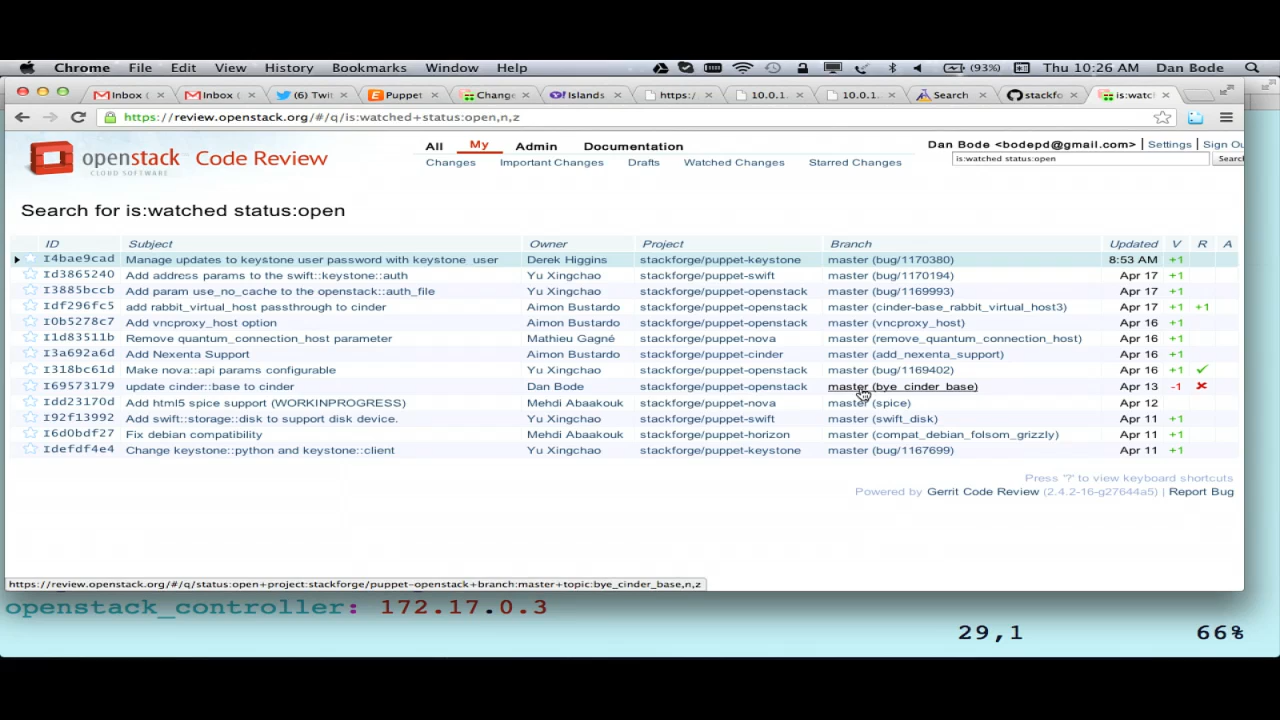 Chrome File Edit View History Bookmarks Window Help (93%) Thu 10:26 AM Dan Bode
Inbox ( Inbox ( (6) Twit Puppet Change Islands https:/ 10.0.1. 10.0.1. Search stackfo is:watc
https://review.openstack.org/#/q/is:watched+status:open,n,z
All My Admin Documentation Dan Bode <bodepd@gmail.com> | Settings | Sign Ou
openstack CLOUD SOFTWARE Code Review
Changes Important Changes Drafts Watched Changes Starred Changes is:watched status:open Searc
Search for is:watched status:open
ID Subject Owner Project Branch Updated V R A
I4bae9cad Manage updates to keystone user password with keystone_user Derek Higgins stackforge/puppet-keystone master (bug/1170380) 8:53 AM +1
Id3865240 Add address params to the swift::keystone::auth Yu Xingchao stackforge/puppet-swift master (bug/1170194) Apr 17 +1
I3885bccb Add param use_no_cache to the openstack::auth_file Yu Xingchao stackforge/puppet-openstack master (bug/1169993) Apr 17 +1
Idf296fc5 add rabbit_virtual_host passthrough to cinder Aimon Bustardo stackforge/puppet-openstack master (cinder-base_rabbit_virtual_host3) Apr 17 +1 +1
I0b5278c7 Add vncproxy_host option Aimon Bustardo stackforge/puppet-openstack master (vncproxy_host) Apr 16 +1
I1d83511b Remove quantum_connection_host parameter Mathieu Gagné stackforge/puppet-nova master (remove_quantum_connection_host) Apr 16 +1
I3a692a6d Add Nexenta Support Aimon Bustardo stackforge/puppet-cinder master (add_nexenta_support) Apr 16 +1
I318bc61d Make nova::api params configurable Yu Xingchao stackforge/puppet-nova master (bug/1169402) Apr 16 +1 ✓
I69573179 update cinder::base to cinder Dan Bode stackforge/puppet-openstack master (bye_cinder_base) Apr 13 -1 ✗
Idd23170d Add html5 spice support (WORKINPROGRESS) Mehdi Abaakouk stackforge/puppet-nova master (spice) Apr 12
I92f13992 Add swift::storage::disk to support disk device. Yu Xingchao stackforge/puppet-swift master (swift_disk) Apr 11 +1
I6d0bdf27 Fix debian compatibility Mehdi Abaakouk stackforge/puppet-horizon master (compat_debian_folsom_grizzly) Apr 11 +1
Idefdf4e4 Change keystone::python and keystone::client Yu Xingchao stackforge/puppet-keystone master (bug/1167699) Apr 11 +1
Press '?' to view keyboard shortcuts
Powered by Gerrit Code Review (2.4.2-16-g27644a5) | Report Bug
https://review.openstack.org/#/q/status:open+project:stackforge/puppet-openstack+branch:master+topic:bye_cinder_base,n,z
openstack_controller: 172.17.0.3
29,1 66%